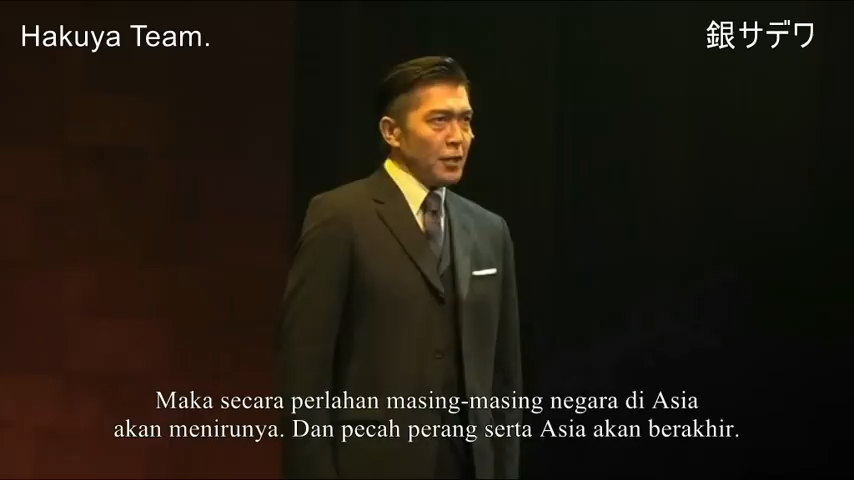 Hakuya Team.
銀サデワ
Maka secara perlahan masing-masing negara di Asia
akan menirunya. Dan pecah perang serta Asia akan berakhir.